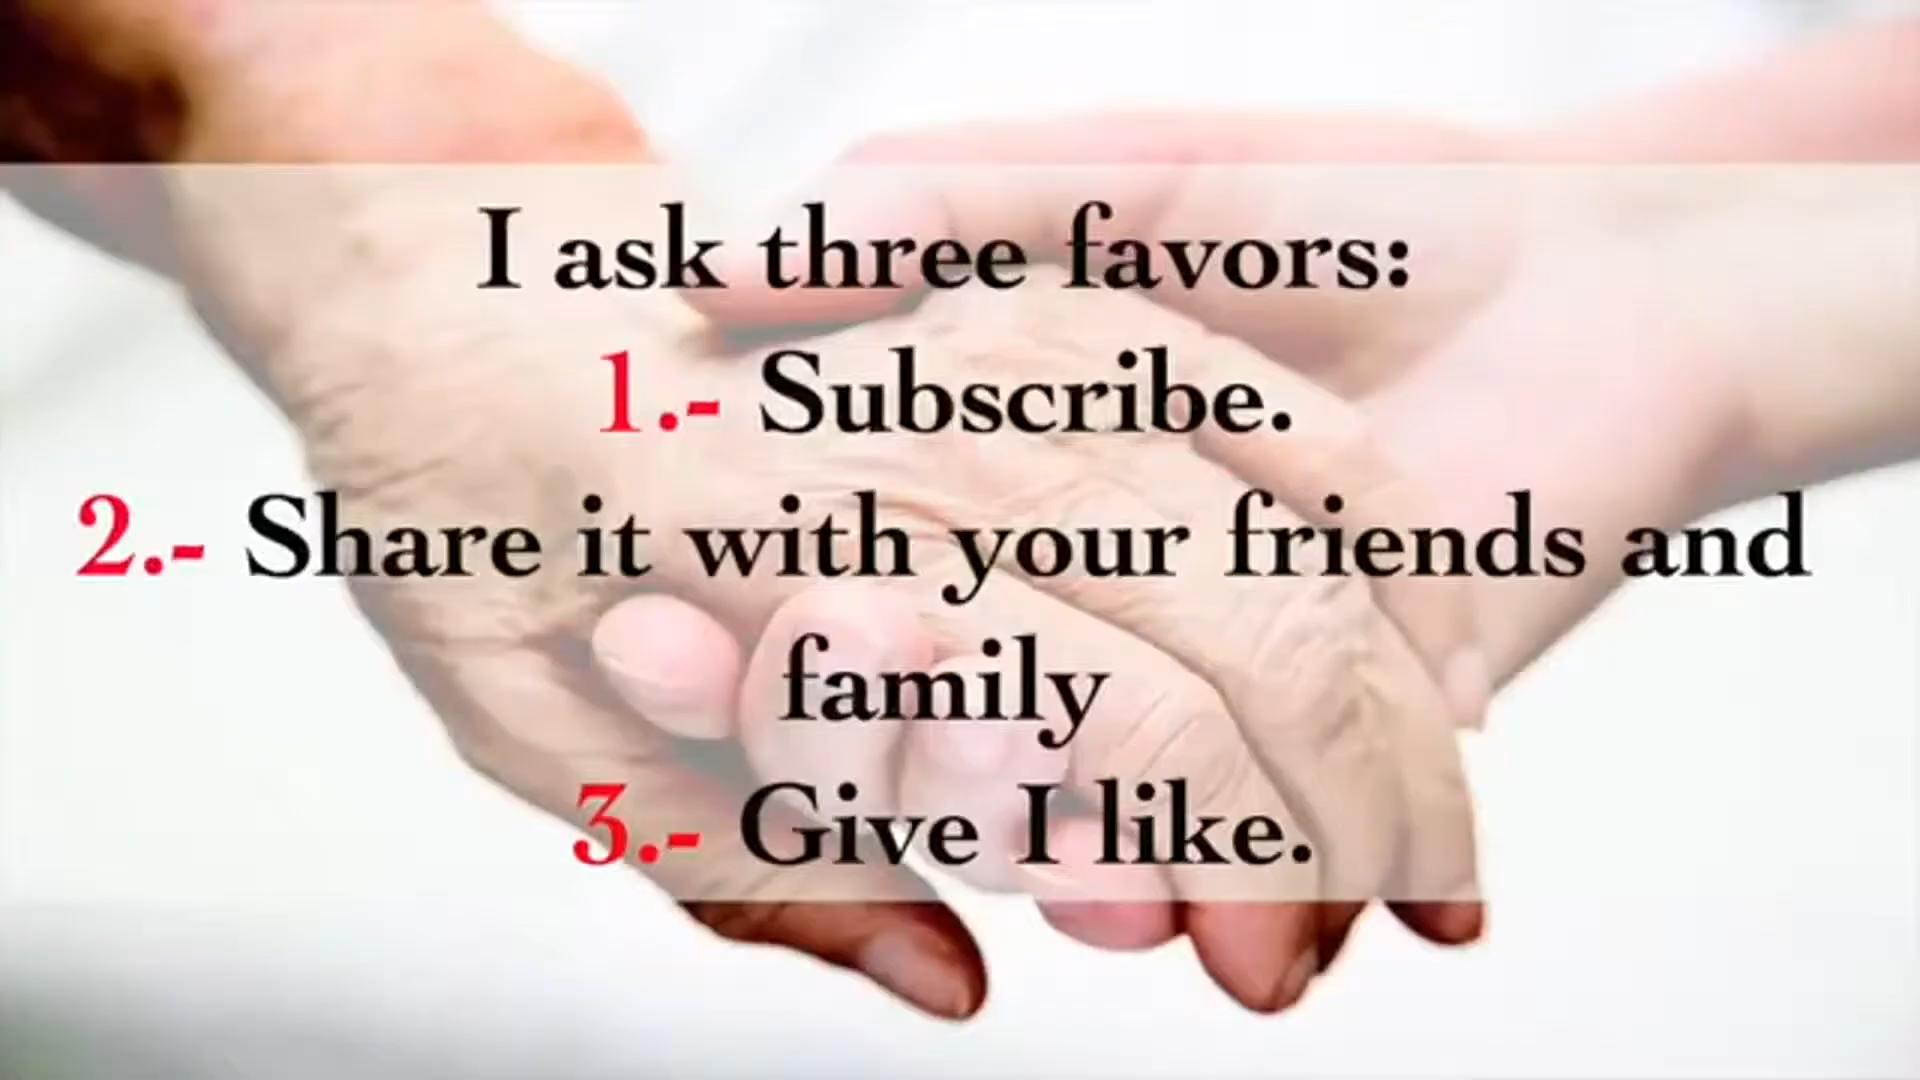 I ask three favors:
1.- Subscribe.
2.- Share it with your friends and
family
3.- Give I like.